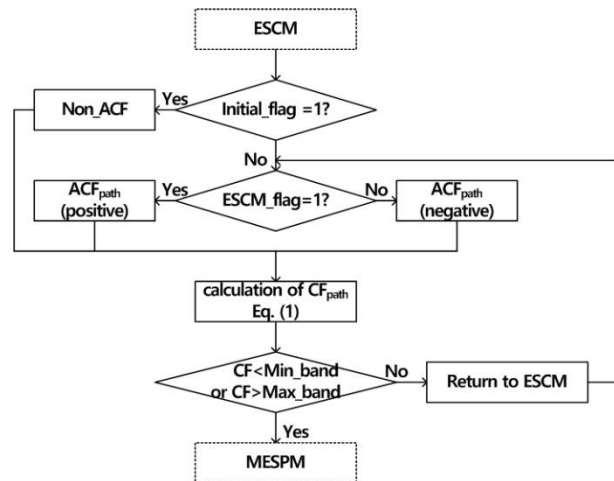 ESCM
Initial_flag =1?
Yes
Non_ACF
No
ESCM_flag=1?
Yes
ACFpath
(positive)
No
ACFpath
(negative)
calculation of CFpath
Eq. (1)
CF<Min_band
or CF>Max_band
No
Return to ESCM
Yes
MESPM